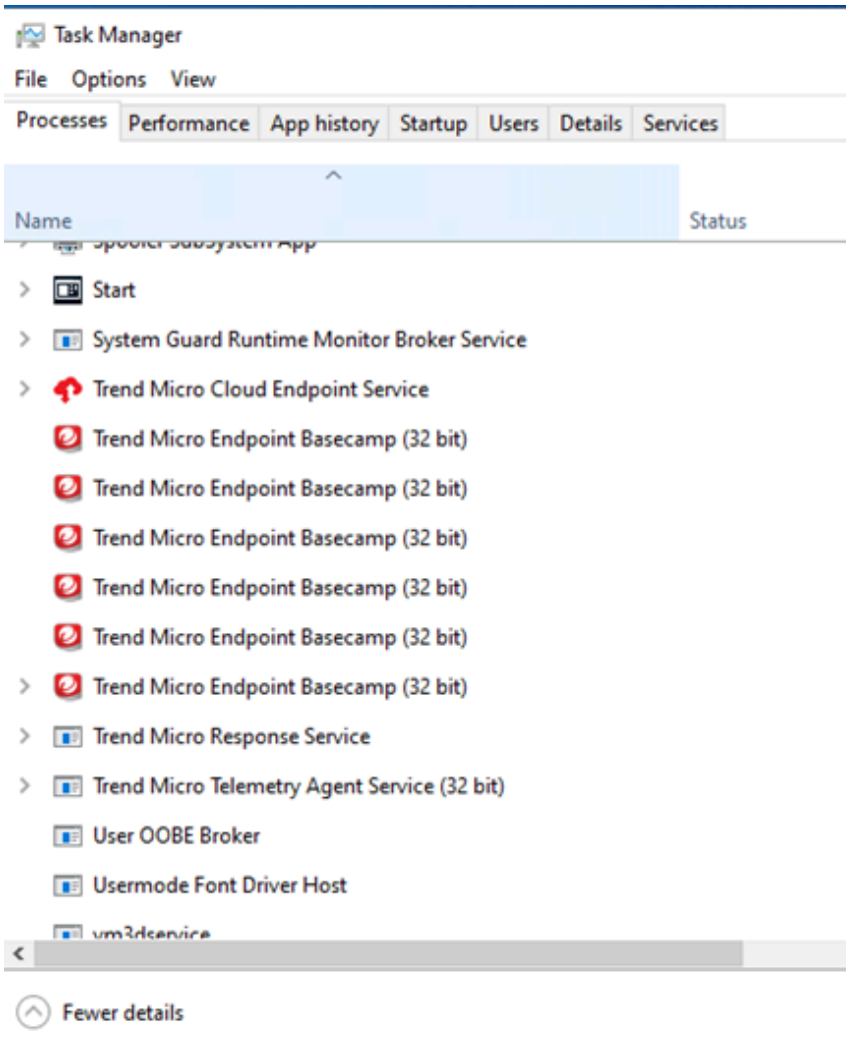 Task Manager
File Options View
Processes Performance App history Startup Users Details Services
Name Status
Spooler SubSystem App
Start
System Guard Runtime Monitor Broker Service
Trend Micro Cloud Endpoint Service
Trend Micro Endpoint Basecamp (32 bit)
Trend Micro Endpoint Basecamp (32 bit)
Trend Micro Endpoint Basecamp (32 bit)
Trend Micro Endpoint Basecamp (32 bit)
Trend Micro Endpoint Basecamp (32 bit)
Trend Micro Endpoint Basecamp (32 bit)
Trend Micro Response Service
Trend Micro Telemetry Agent Service (32 bit)
User OOBE Broker
Usermode Font Driver Host
vm3dservice
Fewer details